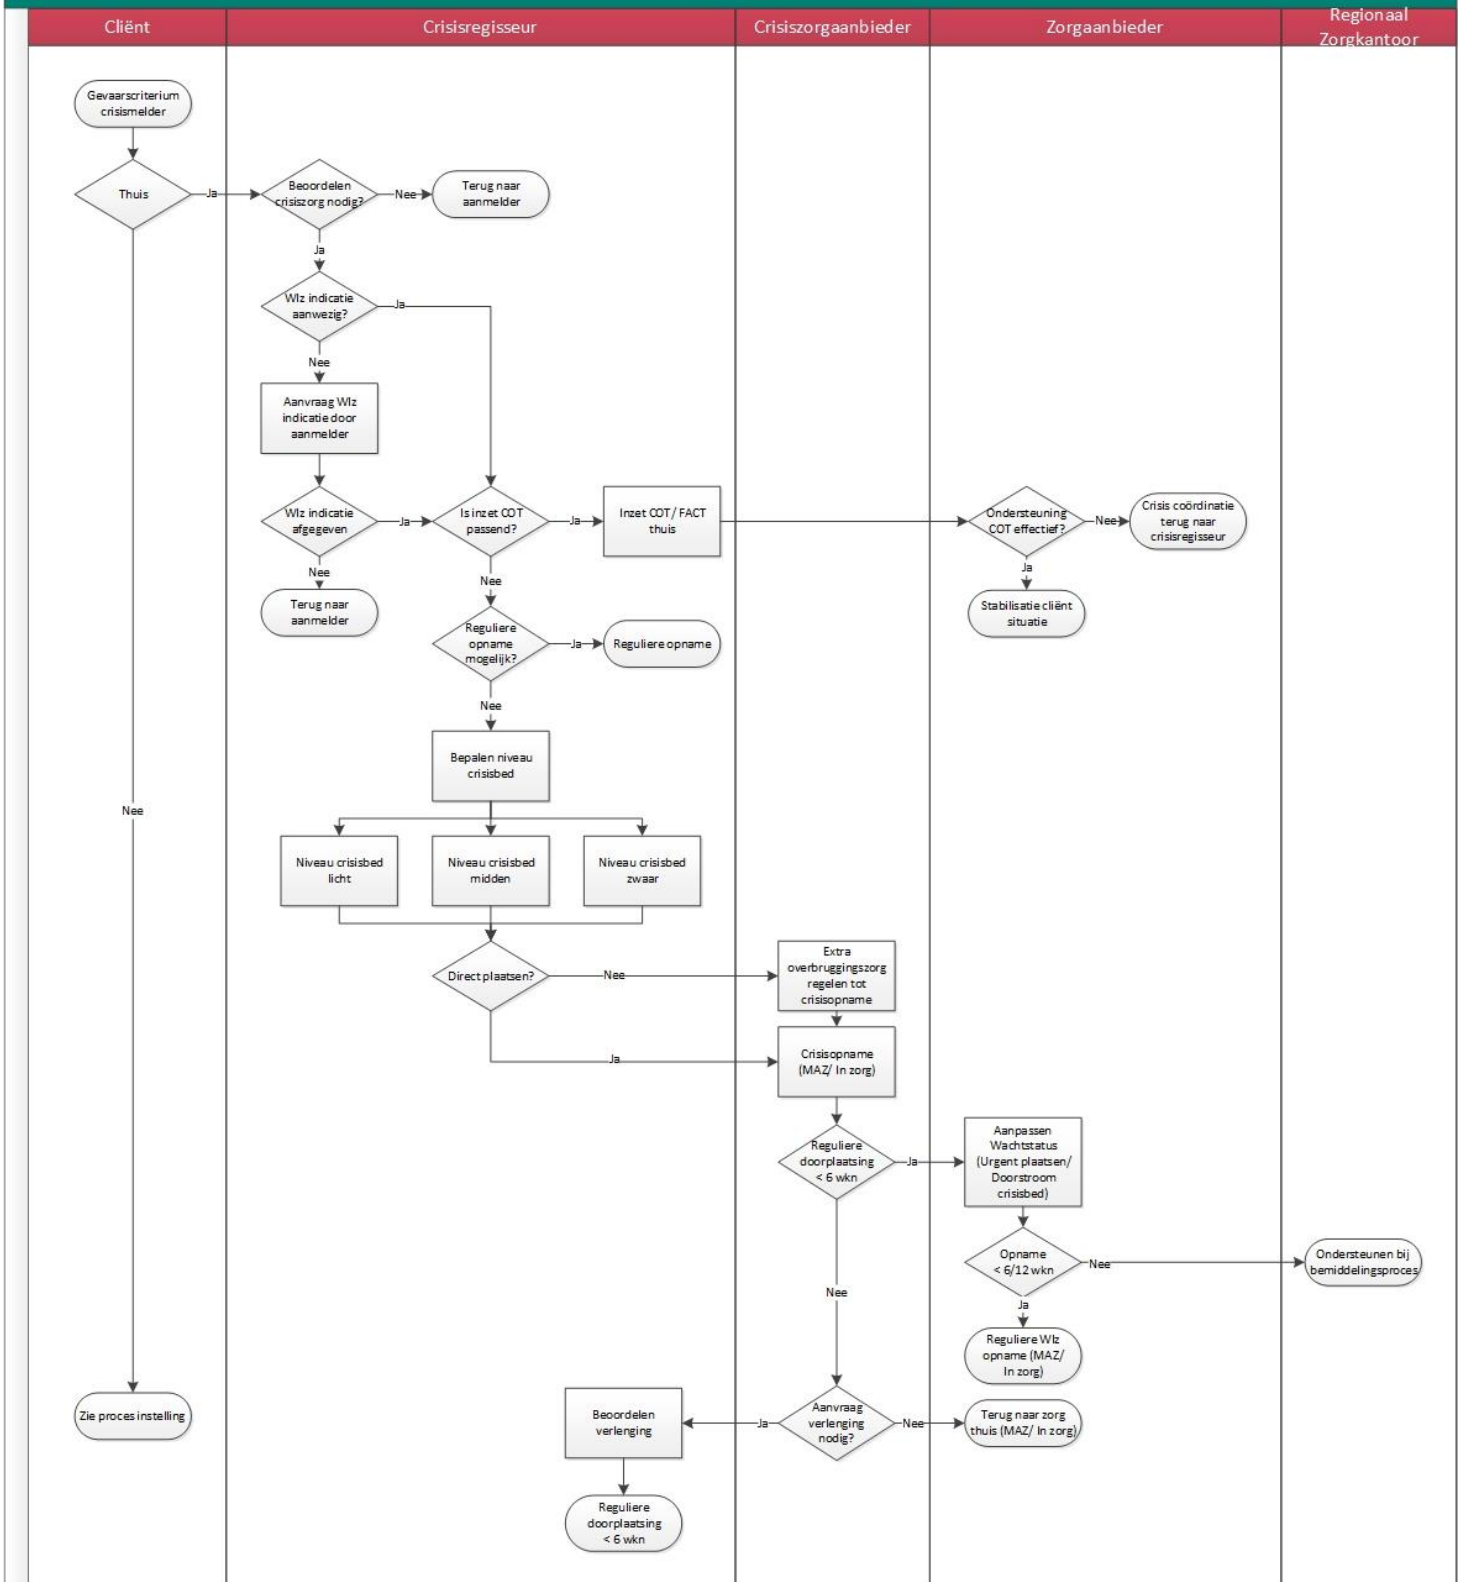 Cliënt
Crisisregisseur
Crisiszorgaanbieder
Zorgaanbieder
Regionaal
Zorgkantoor
Gevaarscriterium
crisismelder
Thuis
Ja
Beoordelen
crisiszorg nodig?
Nee
Terug naar
aanmelder
Ja
Wlz indicatie
aanwezig?
Ja
Nee
Aanvraag Wlz
indicatie door
aanmelder
Wlz indicatie
afgegeven
Ja
Is inzet COT
passend?
Ja
Inzet COT/ FACT
thuis
Ondersteuning
COT effectief?
Nee
Crisis coördinatie
terug naar
crisisregisseur
Nee
Terug naar
aanmelder
Nee
Ja
Stabilisatie cliënt
situatie
Reguliere
opname
mogelijk?
Ja
Reguliere opname
Nee
Bepalen niveau
crisisbed
Nee
Niveau crisisbed
licht
Niveau crisisbed
midden
Niveau crisisbed
zwaar
Direct plaatsen?
Nee
Extra
overbruggingszorg
regelen tot
crisisopname
Ja
Crisisopname
(MAZ/ In zorg)
Reguliere
doorplaatsing
< 6 wkn
Ja
Aanpassen
Wachtstatus
(Urgent plaatsen/
Doorstroom
crisisbed)
Opname
< 6/12 wkn
Nee
Ondersteunen bij
bemiddelingsproces
Nee
Ja
Reguliere Wlz
opname (MAZ/
In zorg)
Zie proces instelling
Beoordelen
verlenging
Ja
Aanvraag
verlenging
nodig?
Nee
Terug naar zorg
thuis (MAZ/ In zorg)
Reguliere
doorplaatsing
< 6 wkn